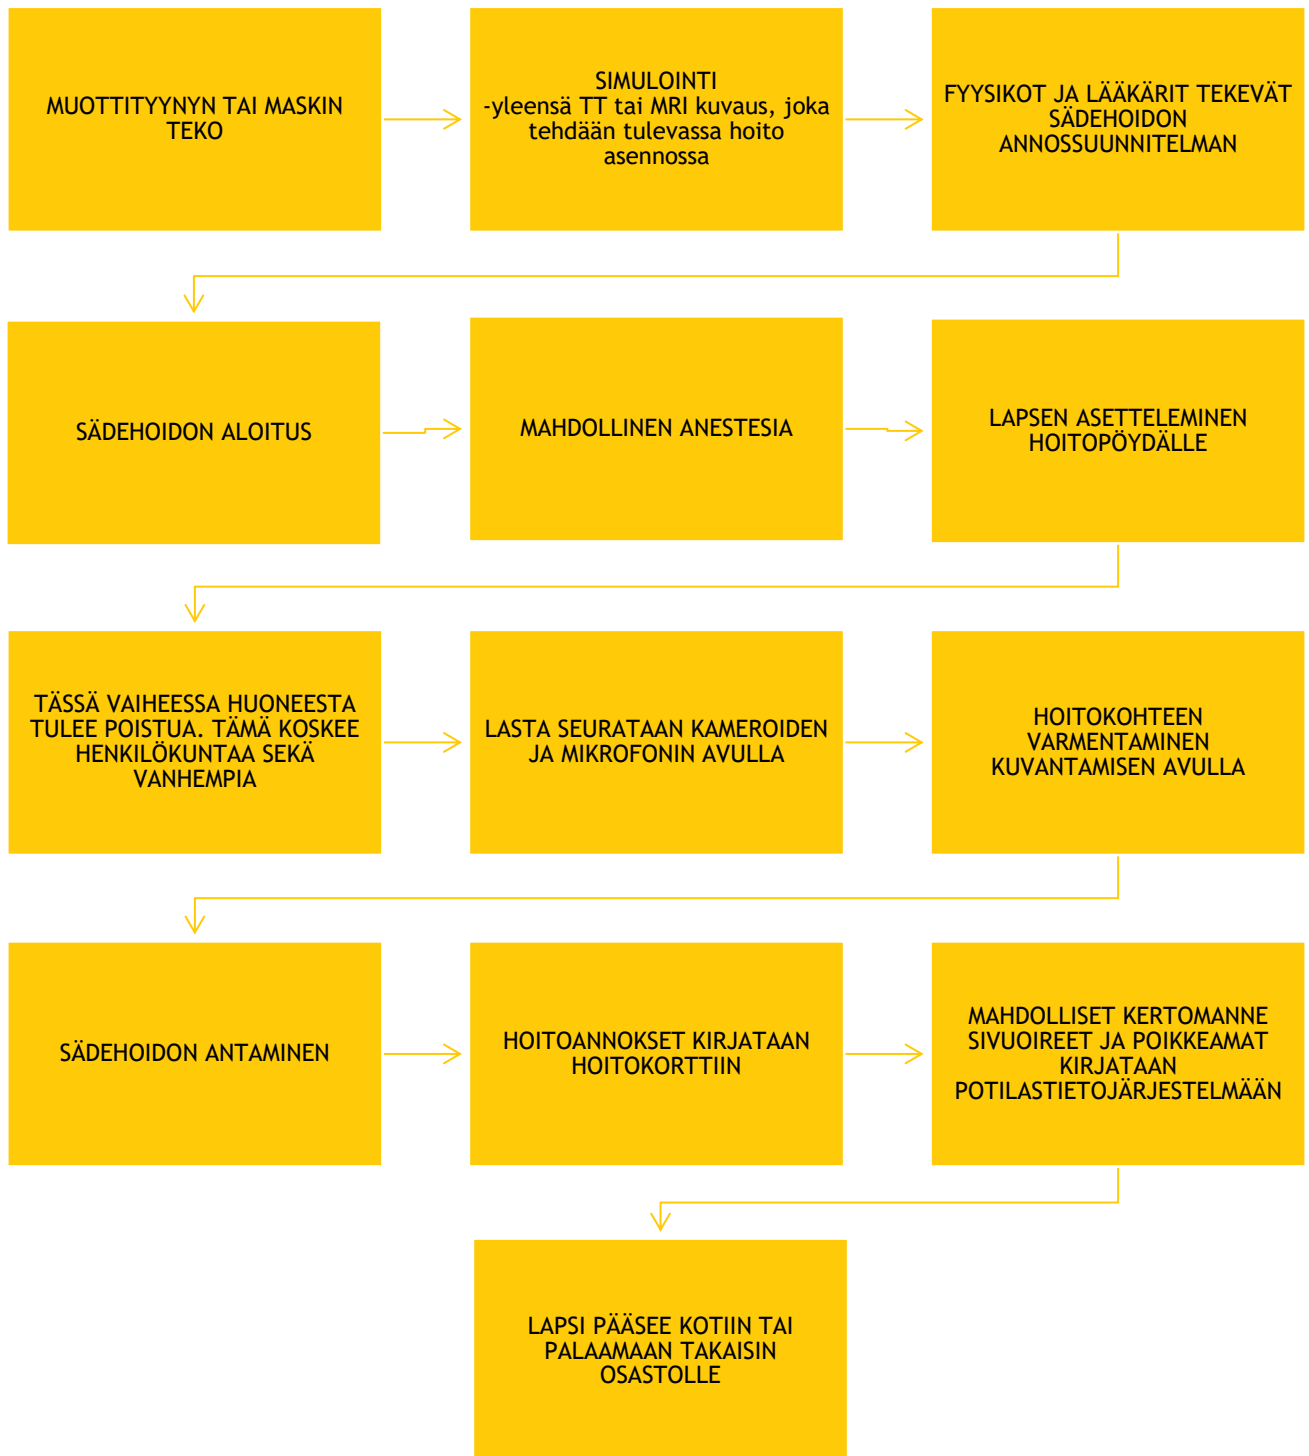 MUOTTITYYNYN TAI MASKIN
TEKO
SIMULOINTI
-yleensä TT tai MRI kuvaus, joka
tehdään tulevassa hoito
asennossa
FYYSIKOT JA LÄÄKÄRIT TEKEVÄT
SÄDEHOIDON
ANNOSSUUNNITELMAN
SÄDEHOIDON ALOITUS
MAHDOLLINEN ANESTESIA
LAPSEN ASETTELEMINEN
HOITOPÖYDÄLLE
TÄSSÄ VAIHEESSA HUONEESTA
TULEE POISTUA. TÄMÄ KOSKEE
HENKILÖKUNTAA SEKÄ
VANHEMPIA
LASTA SEURATAAN KAMEROIDEN
JA MIKROFONIN AVULLA
HOITOKOHTEEN
VARMENTAMINEN
KUVANTAMISEN AVULLA
SÄDEHOIDON ANTAMINEN
HOITOANNOKSET KIRJATAAN
HOITOKORTTIIN
MAHDOLLISET KERTOMANNE
SIVUOIREET JA POIKKEAMAT
KIRJATAAN
POTILASTIETOJÄRJESTELMÄÄN
LAPSI PÄÄSEE KOTIIN TAI
PALAAMAAN TAKAISIN
OSASTOLLE